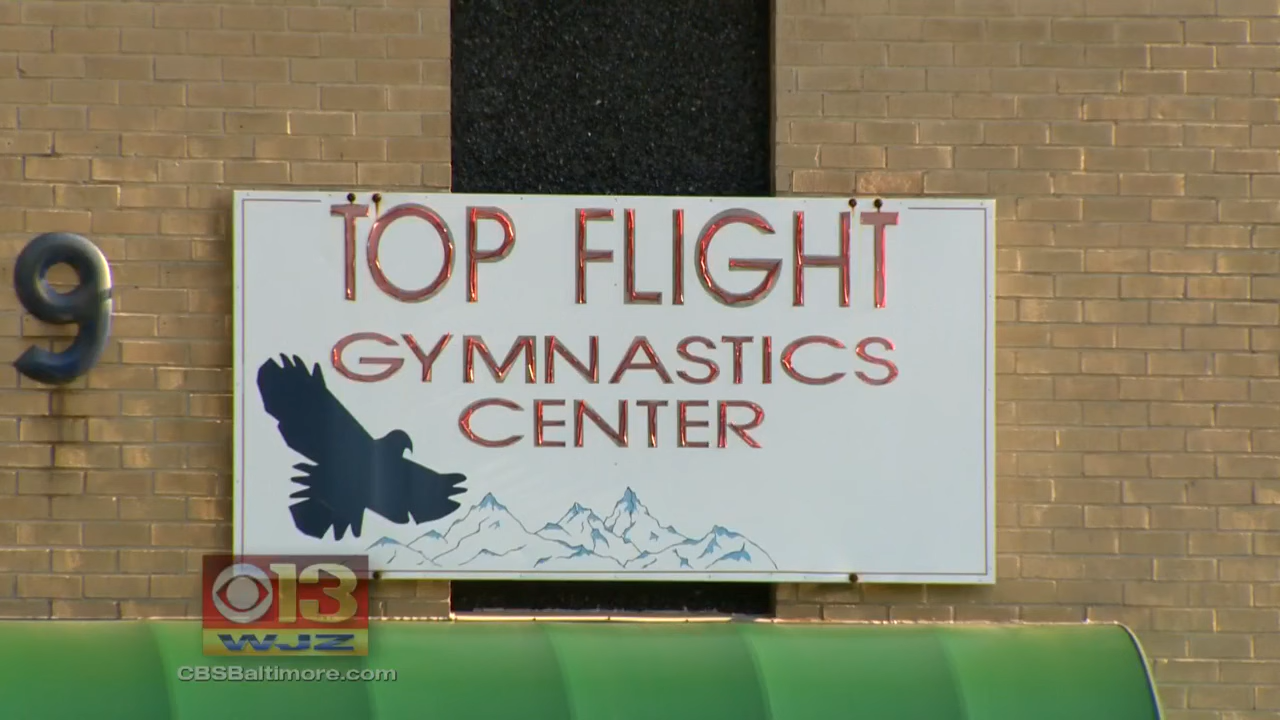 9
TOP FLIGHT
GYMNASTICS
CENTER
13
WJZ
CBSBaltimore.com